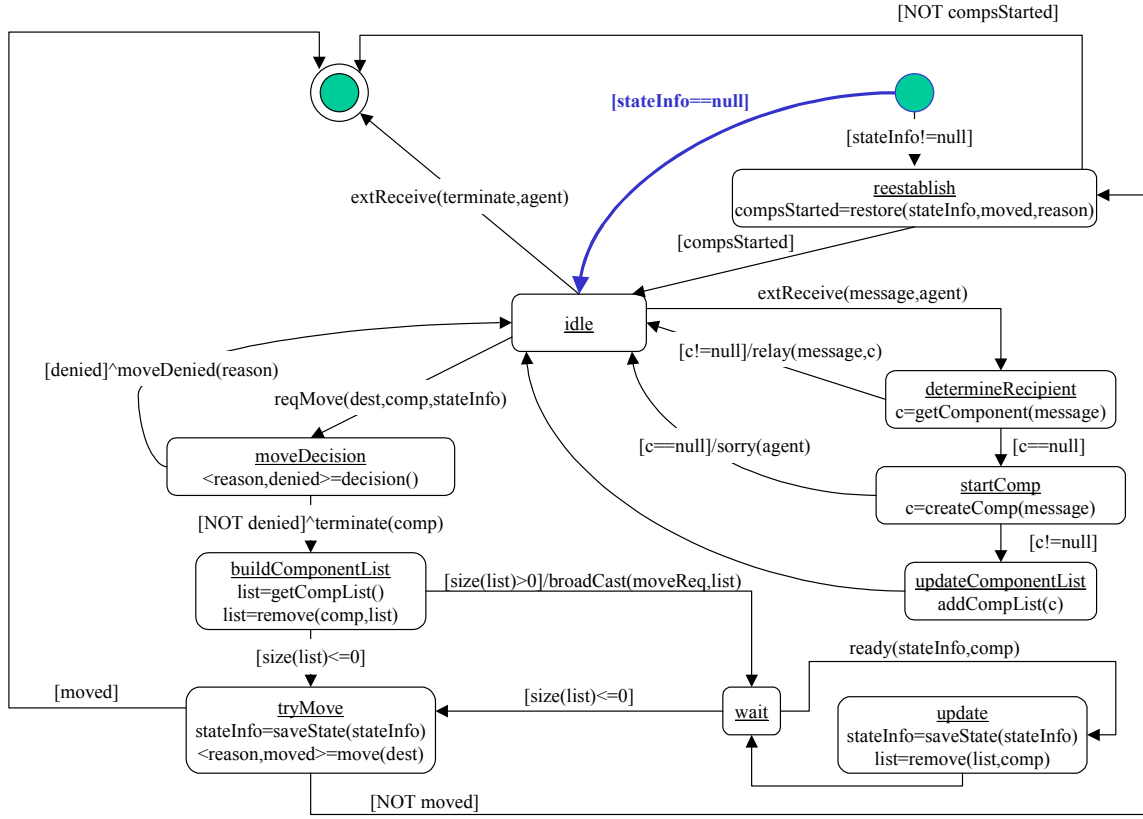 [NOT compsStarted]
[stateInfo==null]
[stateInfo!=null]
reestablish
compsStarted=restore(stateInfo,moved,reason)
extReceive(terminate,agent)
[compsStarted]
extReceive(message,agent)
idle
[c!=null]/relay(message,c)
[denied]^moveDenied(reason)
determineRecipient
c=getComponent(message)
reqMove(dest,comp,stateInfo)
[c==null]/sorry(agent)
[c==null]
moveDecision
<reason,denied>=decision()
startComp
c=createComp(message)
[NOT denied]^terminate(comp)
[c!=null]
buildComponentList
list=getCompList()
list=remove(comp,list)
[size(list)>0]/broadCast(moveReq,list)
updateComponentList
addCompList(c)
[size(list)<=0]
ready(stateInfo,comp)
[moved]
[size(list)<=0]
tryMove
stateInfo=saveState(stateInfo)
<reason,moved>=move(dest)
wait
update
stateInfo=saveState(stateInfo)
list=remove(list,comp)
[NOT moved]